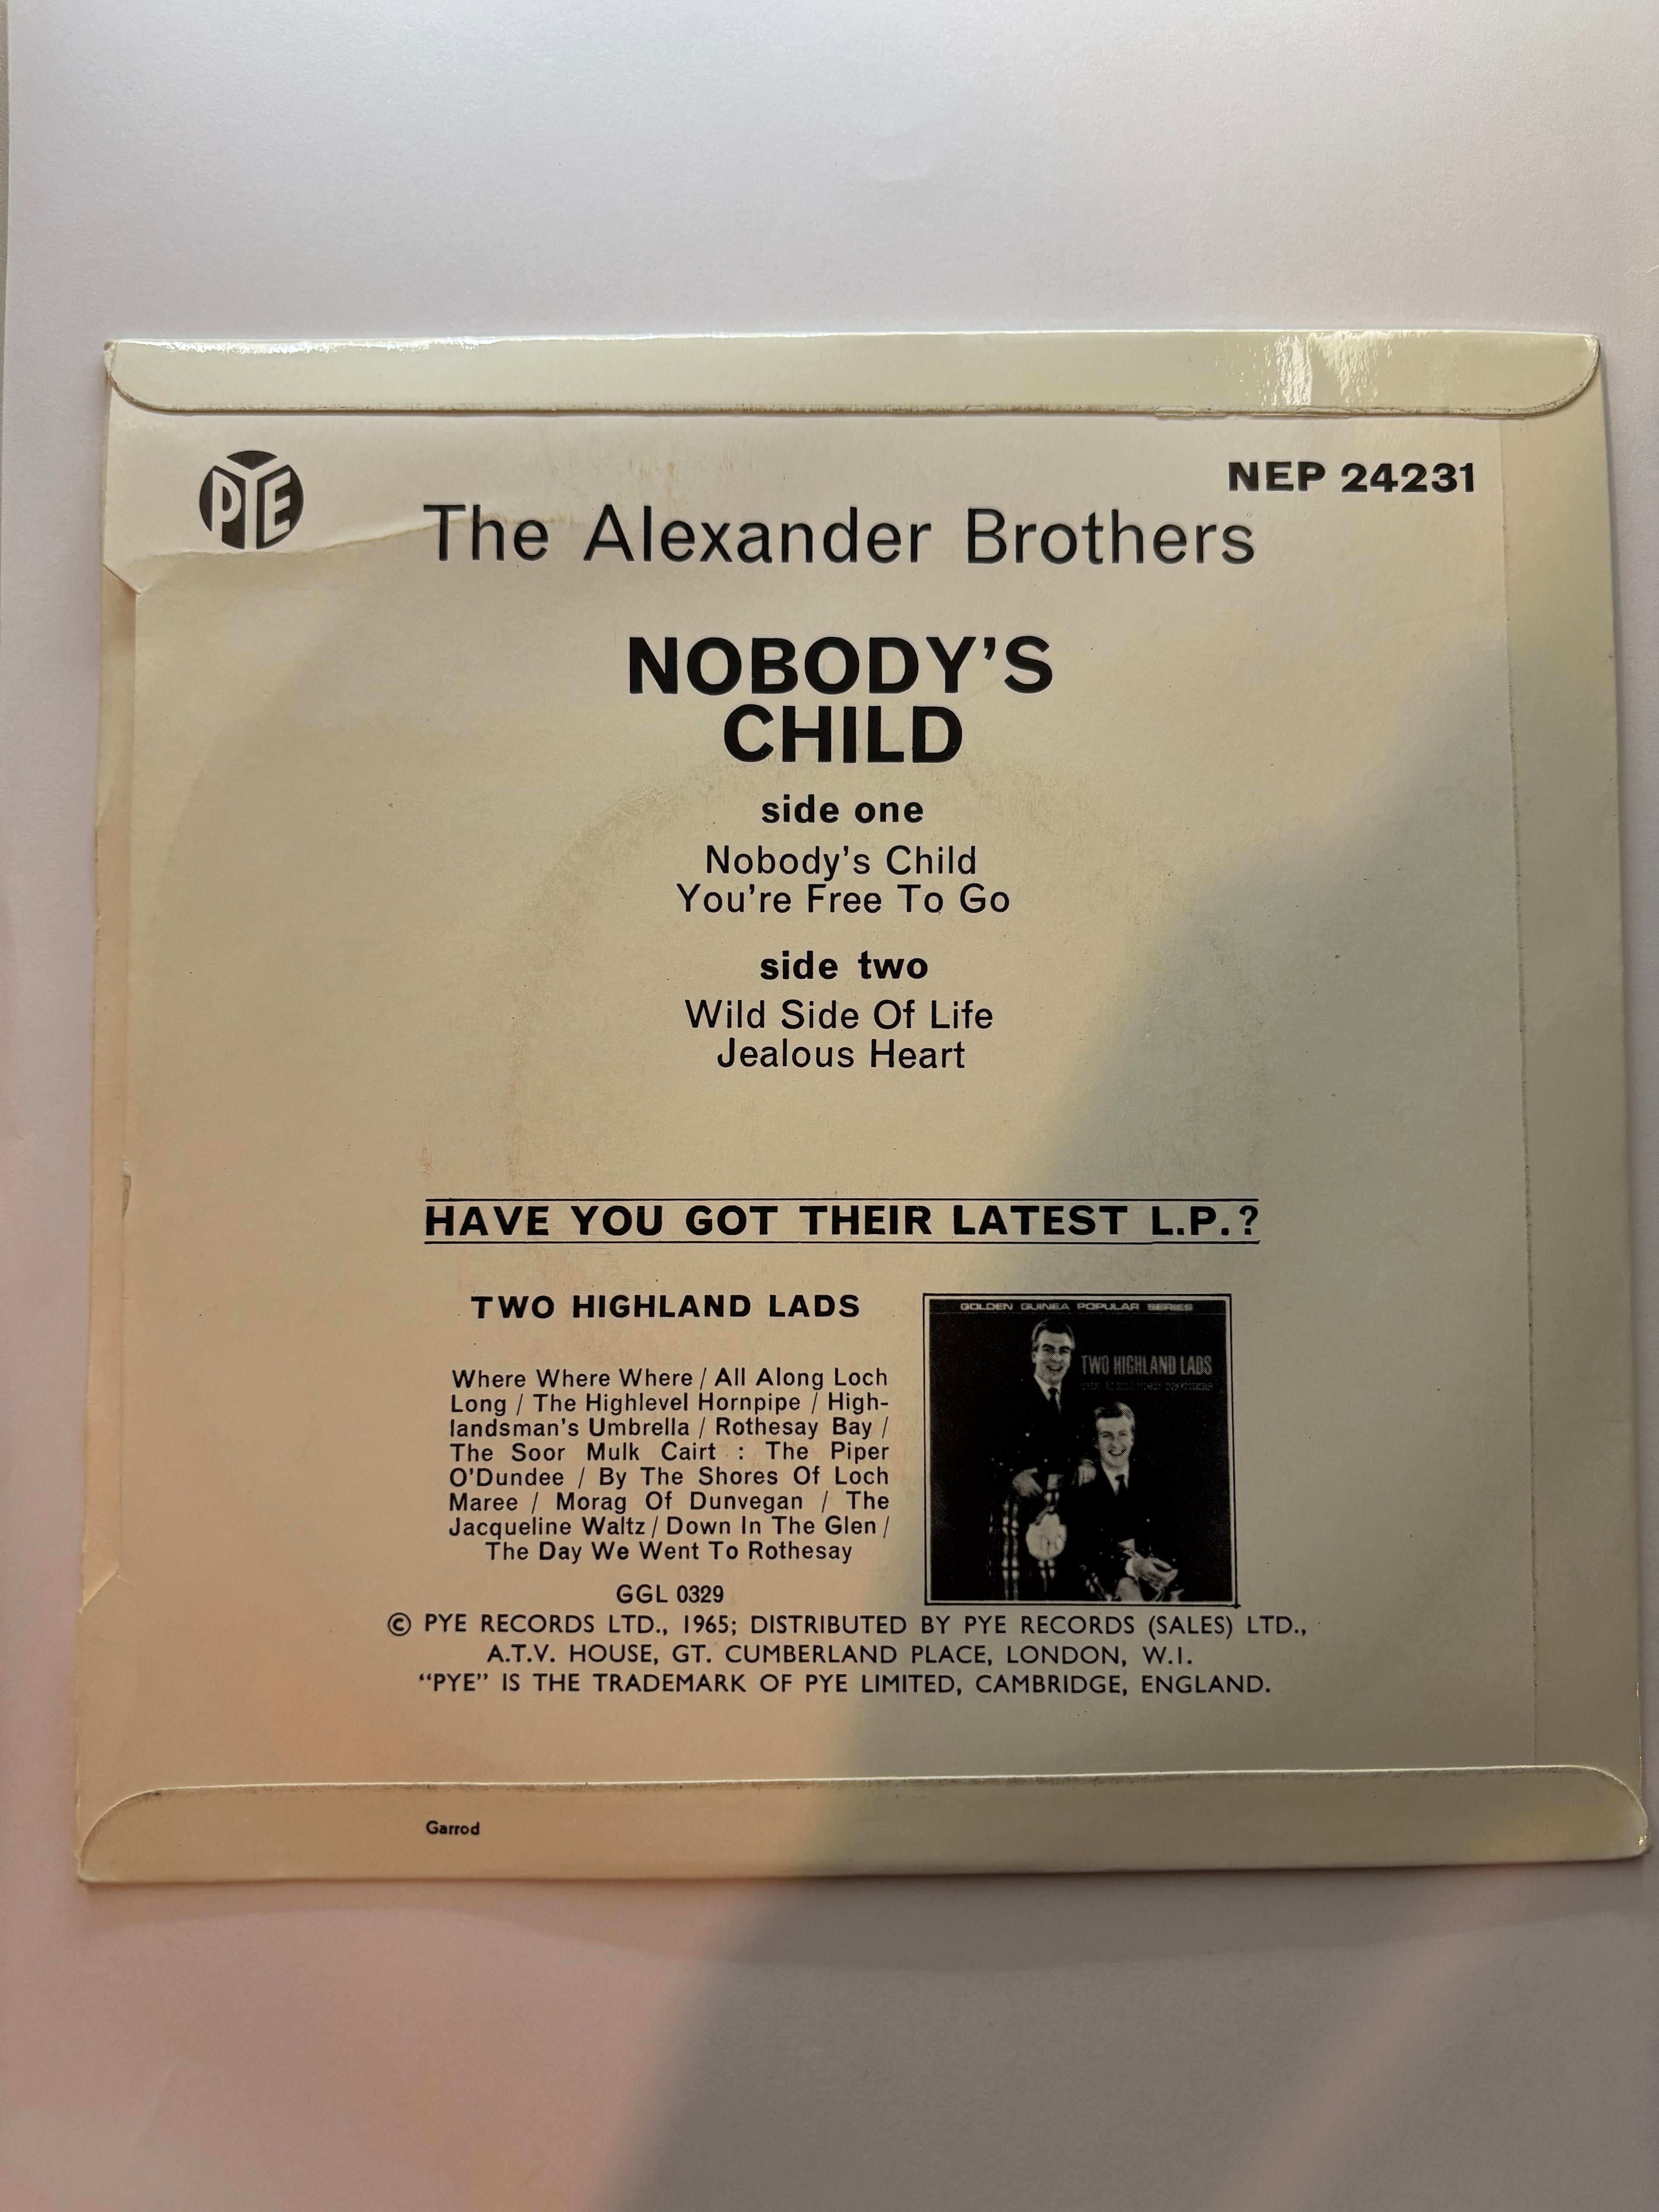 PYE
NEP 24231
The Alexander Brothers
NOBODY'S
CHILD
side one
Nobody's Child
You're Free To Go
side two
Wild Side Of Life
Jealous Heart
HAVE YOU GOT THEIR LATEST L.P.?
TWO HIGHLAND LADS
Where Where Where / All Along Loch
Long / The Highlevel Hornpipe / High-
landsman's Umbrella / Rothesay Bay /
The Soor Mulk Cairt : The Piper
O'Dundee / By The Shores Of Loch
Maree / Morag Of Dunvegan / The
Jacqueline Waltz / Down In The Glen /
The Day We Went To Rothesay
GGL 0329
GOLDEN GUINEA POPULAR SERIES
TWO HIGHLAND LADS
THE ALEXANDER BROTHERS
© PYE RECORDS LTD., 1965; DISTRIBUTED BY PYE RECORDS (SALES) LTD.,
A.T.V. HOUSE, GT. CUMBERLAND PLACE, LONDON, W.I.
“PYE” IS THE TRADEMARK OF PYE LIMITED, CAMBRIDGE, ENGLAND.
Garrod